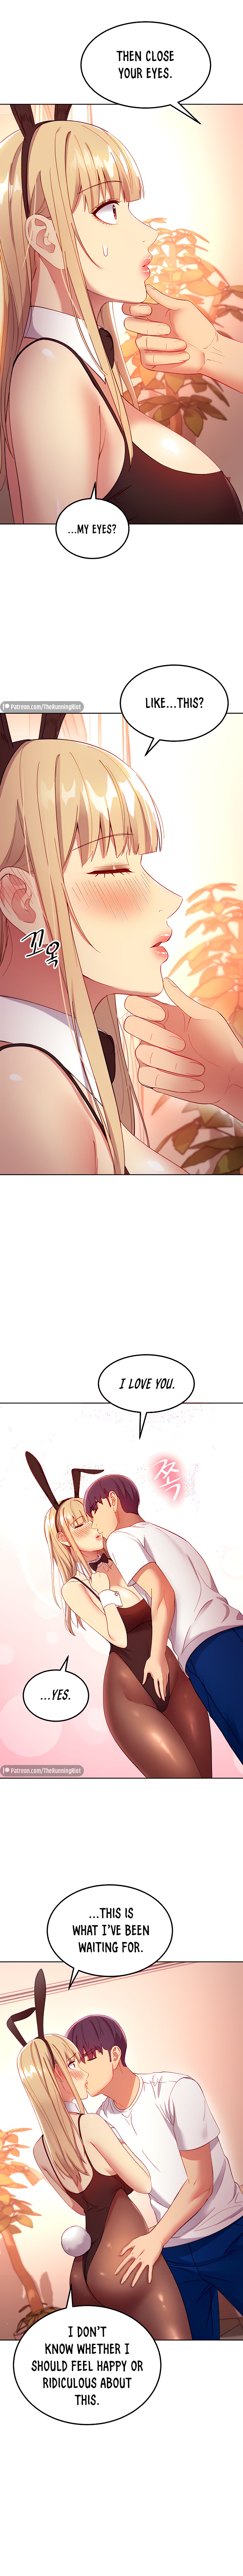 THEN CLOSE
YOUR EYES.
...MY EYES?
Patreon.com/TheRunningRiot
LIKE...THIS?
꼬옥
I LOVE YOU.
쪽
...YES.
Patreon.com/TheRunningRiot
...THIS IS
WHAT I'VE BEEN
WAITING FOR.
I DON'T
KNOW WHETHER I
SHOULD FEEL HAPPY OR
RIDICULOUS ABOUT
THIS.